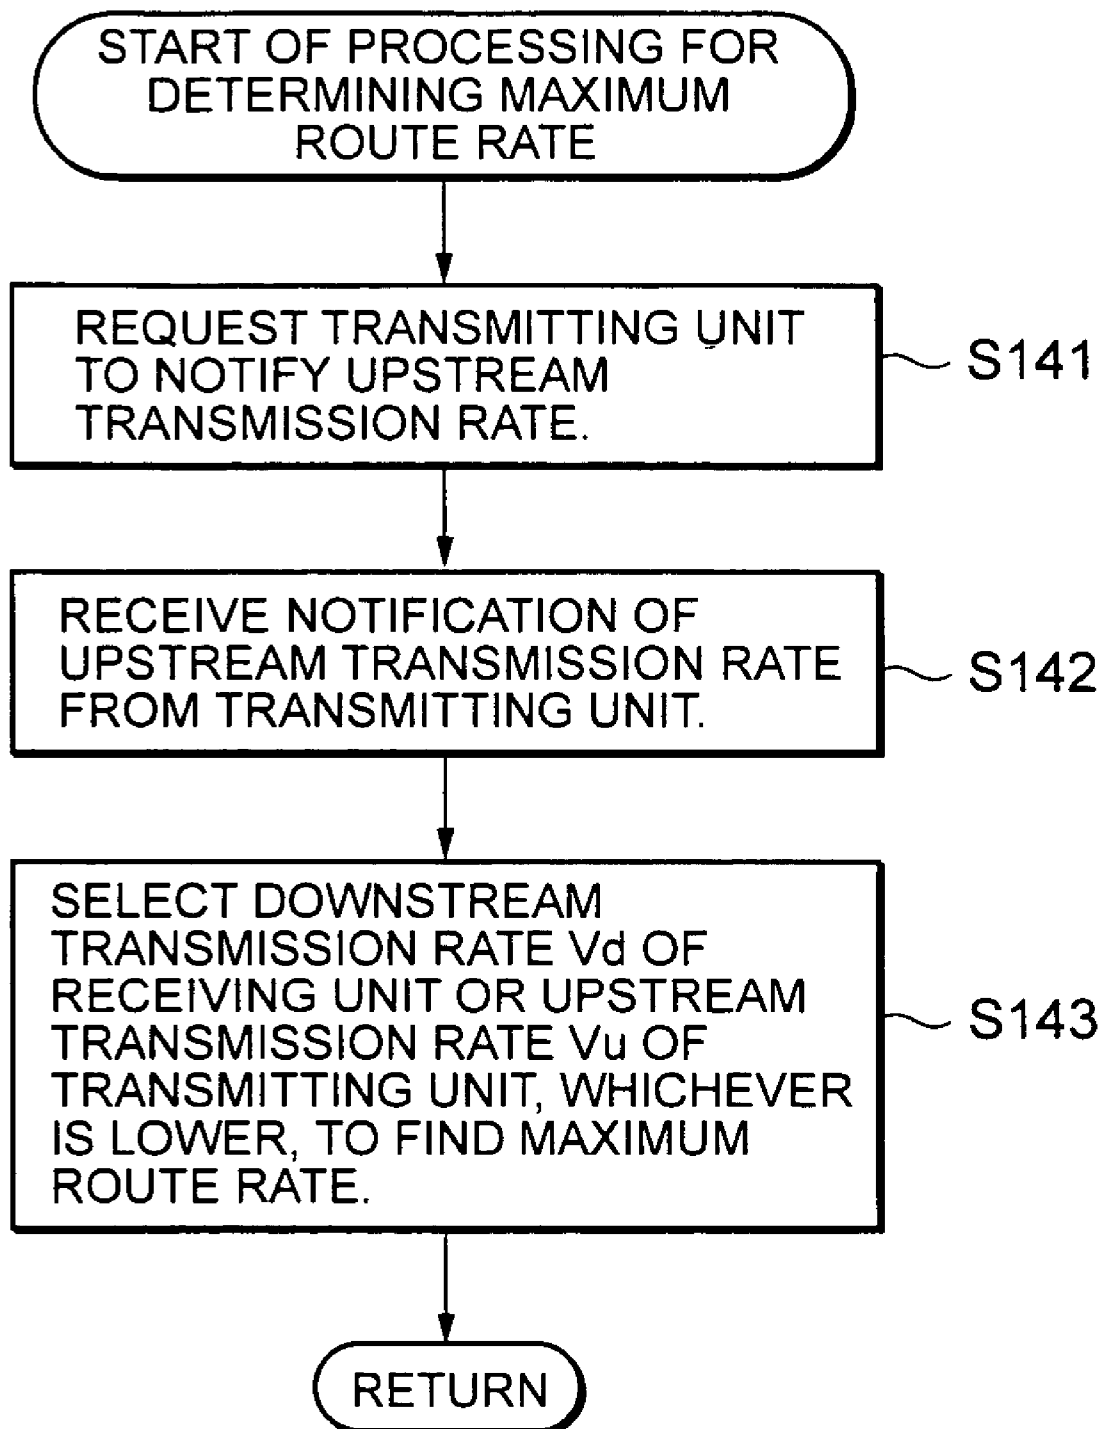 START OF PROCESSING FOR
DETERMINING MAXIMUM
ROUTE RATE
REQUEST TRANSMITTING UNIT
TO NOTIFY UPSTREAM
TRANSMISSION RATE.
S141
RECEIVE NOTIFICATION OF
UPSTREAM TRANSMISSION RATE
FROM TRANSMITTING UNIT.
S142
SELECT DOWNSTREAM
TRANSMISSION RATE Vd OF
RECEIVING UNIT OR UPSTREAM
TRANSMISSION RATE Vu OF
TRANSMITTING UNIT, WHICHEVER
IS LOWER, TO FIND MAXIMUM
ROUTE RATE.
S143
RETURN